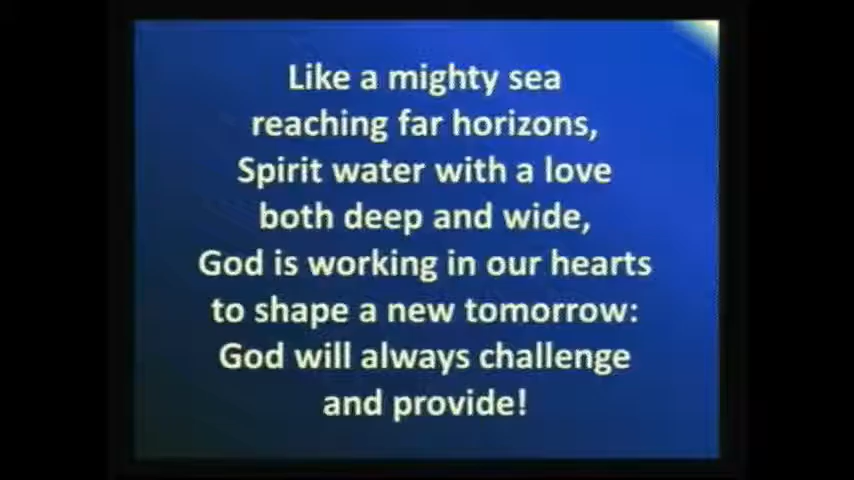 Like a mighty sea
reaching far horizons,
Spirit water with a love
both deep and wide,
God is working in our hearts
to shape a new tomorrow:
God will always challenge
and provide!